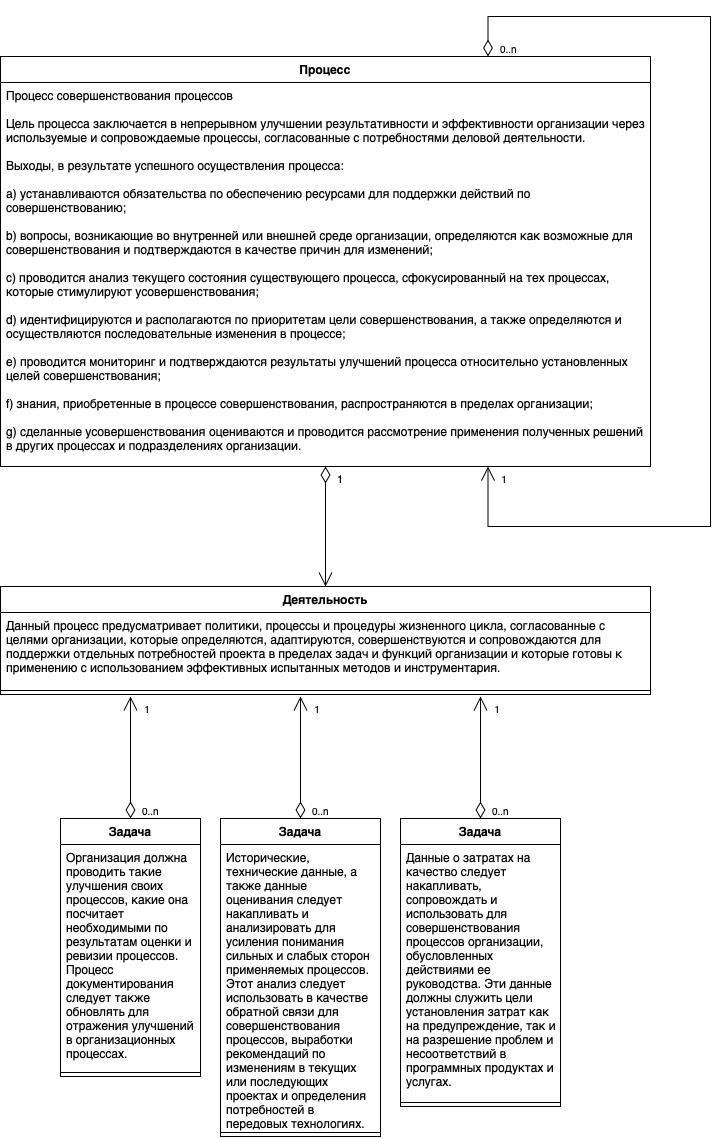 0..n
Процесс
Процесс совершенствования процессов
Цель процесса заключается в непрерывном улучшении результативности и эффективности организации через
используемые и сопровождаемые процессы, согласованные с потребностями деловой деятельности.
Выходы, в результате успешного осуществления процесса:
a) устанавливаются обязательства по обеспечению ресурсами для поддержки действий по
совершенствованию;
b) вопросы, возникающие во внутренней или внешней среде организации, определяются как возможные для
совершенствования и подтверждаются в качестве причин для изменений;
c) проводится анализ текущего состояния существующего процесса, сфокусированный на тех процессах,
которые стимулируют усовершенствования;
d) идентифицируются и располагаются по приоритетам цели совершенствования, а также определяются и
осуществляются последовательные изменения в процессе;
e) проводится мониторинг и подтверждаются результаты улучшений процесса относительно установленных
целей совершенствования;
f) знания, приобретенные в процессе совершенствования, распространяются в пределах организации;
g) сделанные усовершенствования оцениваются и проводится рассмотрение применения полученных решений
в других процессах и подразделениях организации.
1
1
Деятельность
Данный процесс предусматривает политики, процессы и процедуры жизненного цикла, согласованные с
целями организации, которые определяются, адаптируются, совершенствуются и сопровождаются для
поддержки отдельных потребностей проекта в пределах задач и функций организации и которые готовы к
применению с использованием эффективных испытанных методов и инструментария.
1
1
1
0..n
0..n
0..n
Задача
Организация должна
проводить такие
улучшения своих
процессов, какие она
посчитает
необходимыми по
результатам оценки и
ревизии процессов.
Процесс
документирования
следует также
обновлять для
отражения улучшений
в организационных
процессах.
Задача
Исторические,
технические данные, а
также данные
оценивания следует
накапливать и
анализировать для
усиления понимания
сильных и слабых сторон
применяемых процессов.
Этот анализ следует
использовать в качестве
обратной связи для
совершенствования
процессов, выработки
рекомендаций по
изменениям в текущих
или последующих
проектах и определения
потребностей в
передовых технологиях.
Задача
Данные о затратах на
качество следует
накапливать,
сопровождать и
использовать для
совершенствования
процессов организации,
обусловленных
действиями ее
руководства. Эти данные
должны служить цели
установления затрат как
на предупреждение, так и
на разрешение проблем и
несоответствий в
программных продуктах и
услугах.